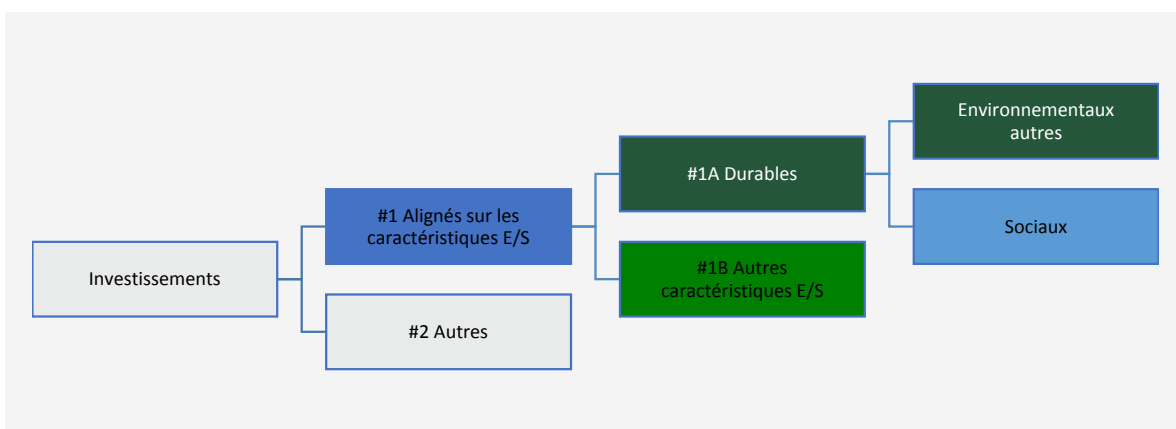 Environnementaux
autres
#1A Durables
#1 Alignés sur les
caractéristiques E/S
Sociaux
Investissements
#1B Autres
caractéristiques E/S
#2 Autres